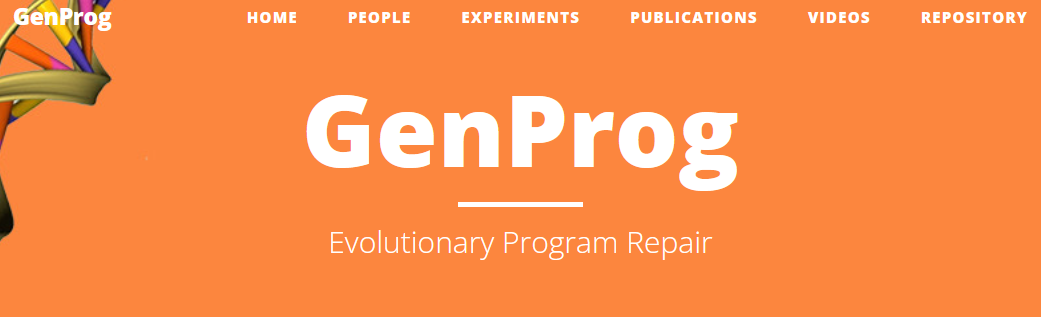 GenProg HOME PEOPLE EXPERIMENTS PUBLICATIONS VIDEOS REPOSITORY
GenProg
Evolutionary Program Repair